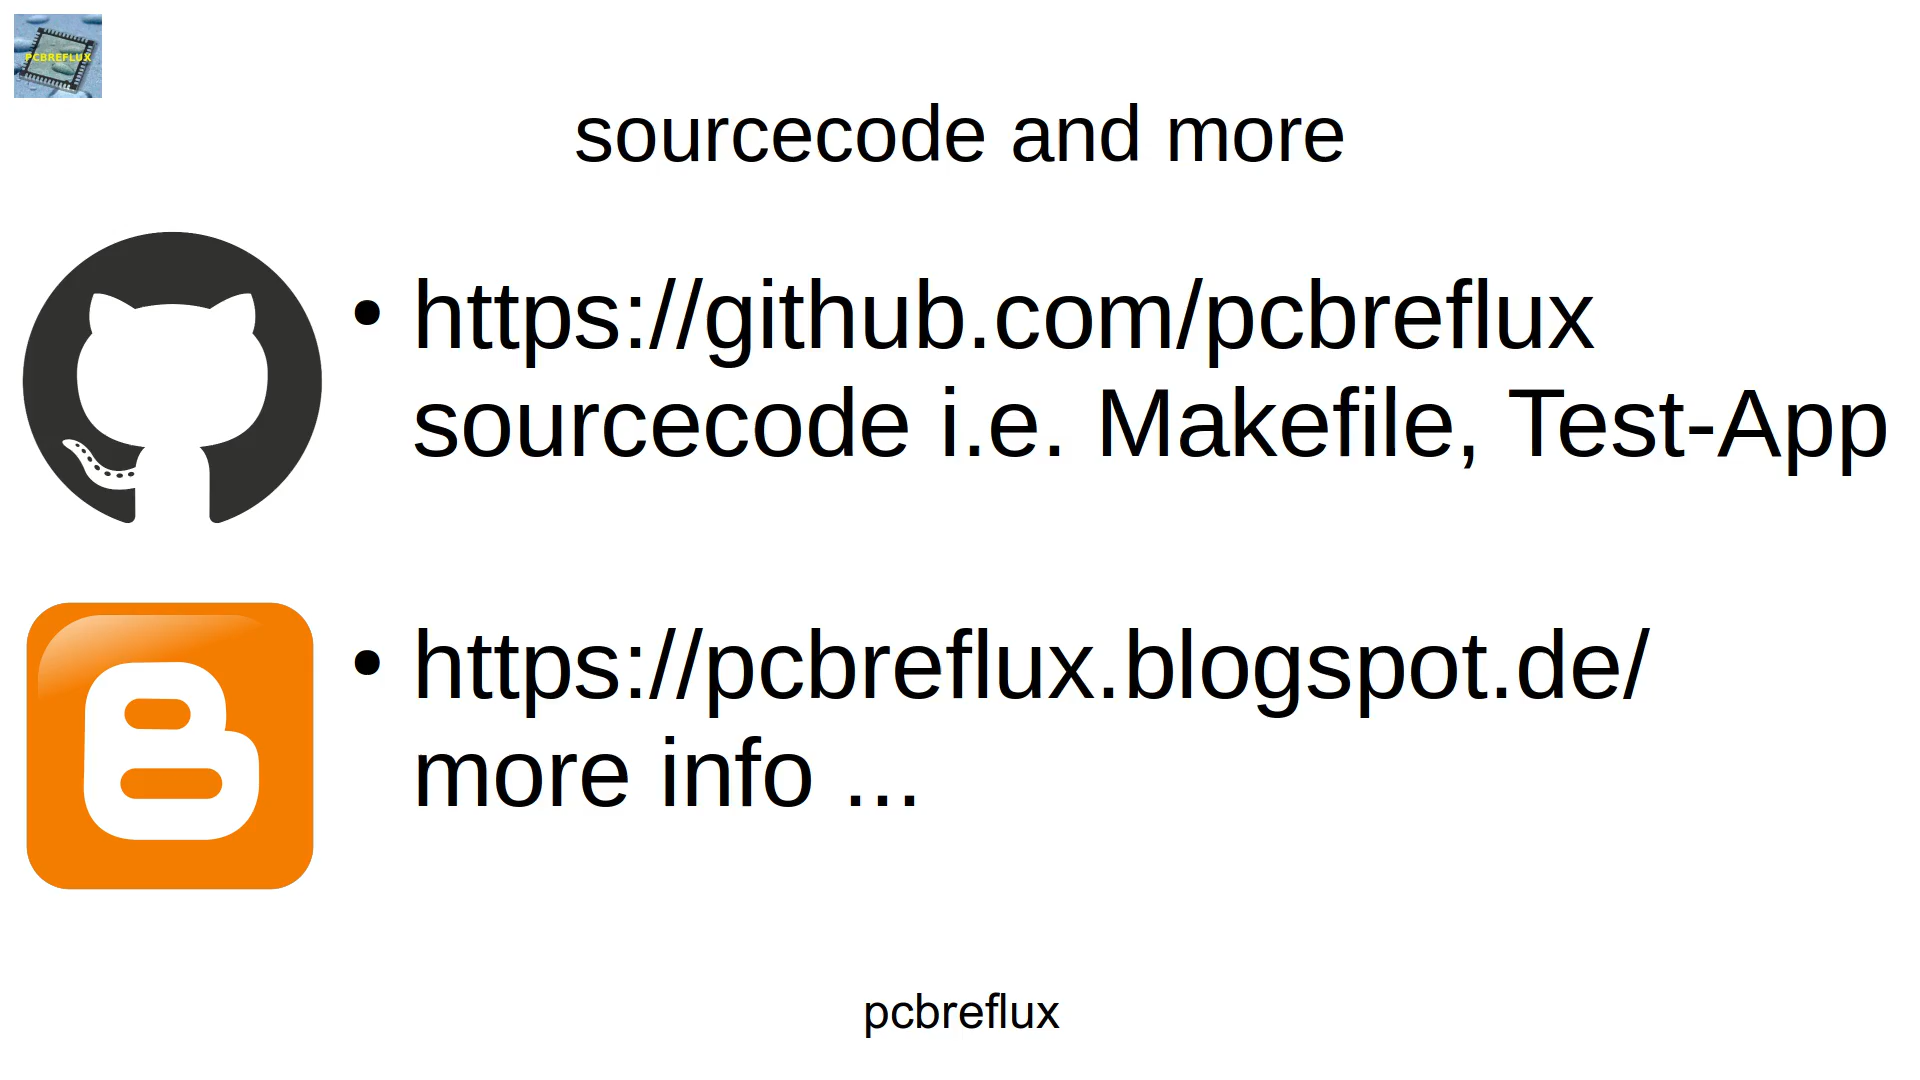 PCBREFLUX
sourcecode and more
• https://github.com/pcbreflux
sourcecode i.e. Makefile, Test-App
• https://pcbreflux.blogspot.de/
more info ...
pcbreflux